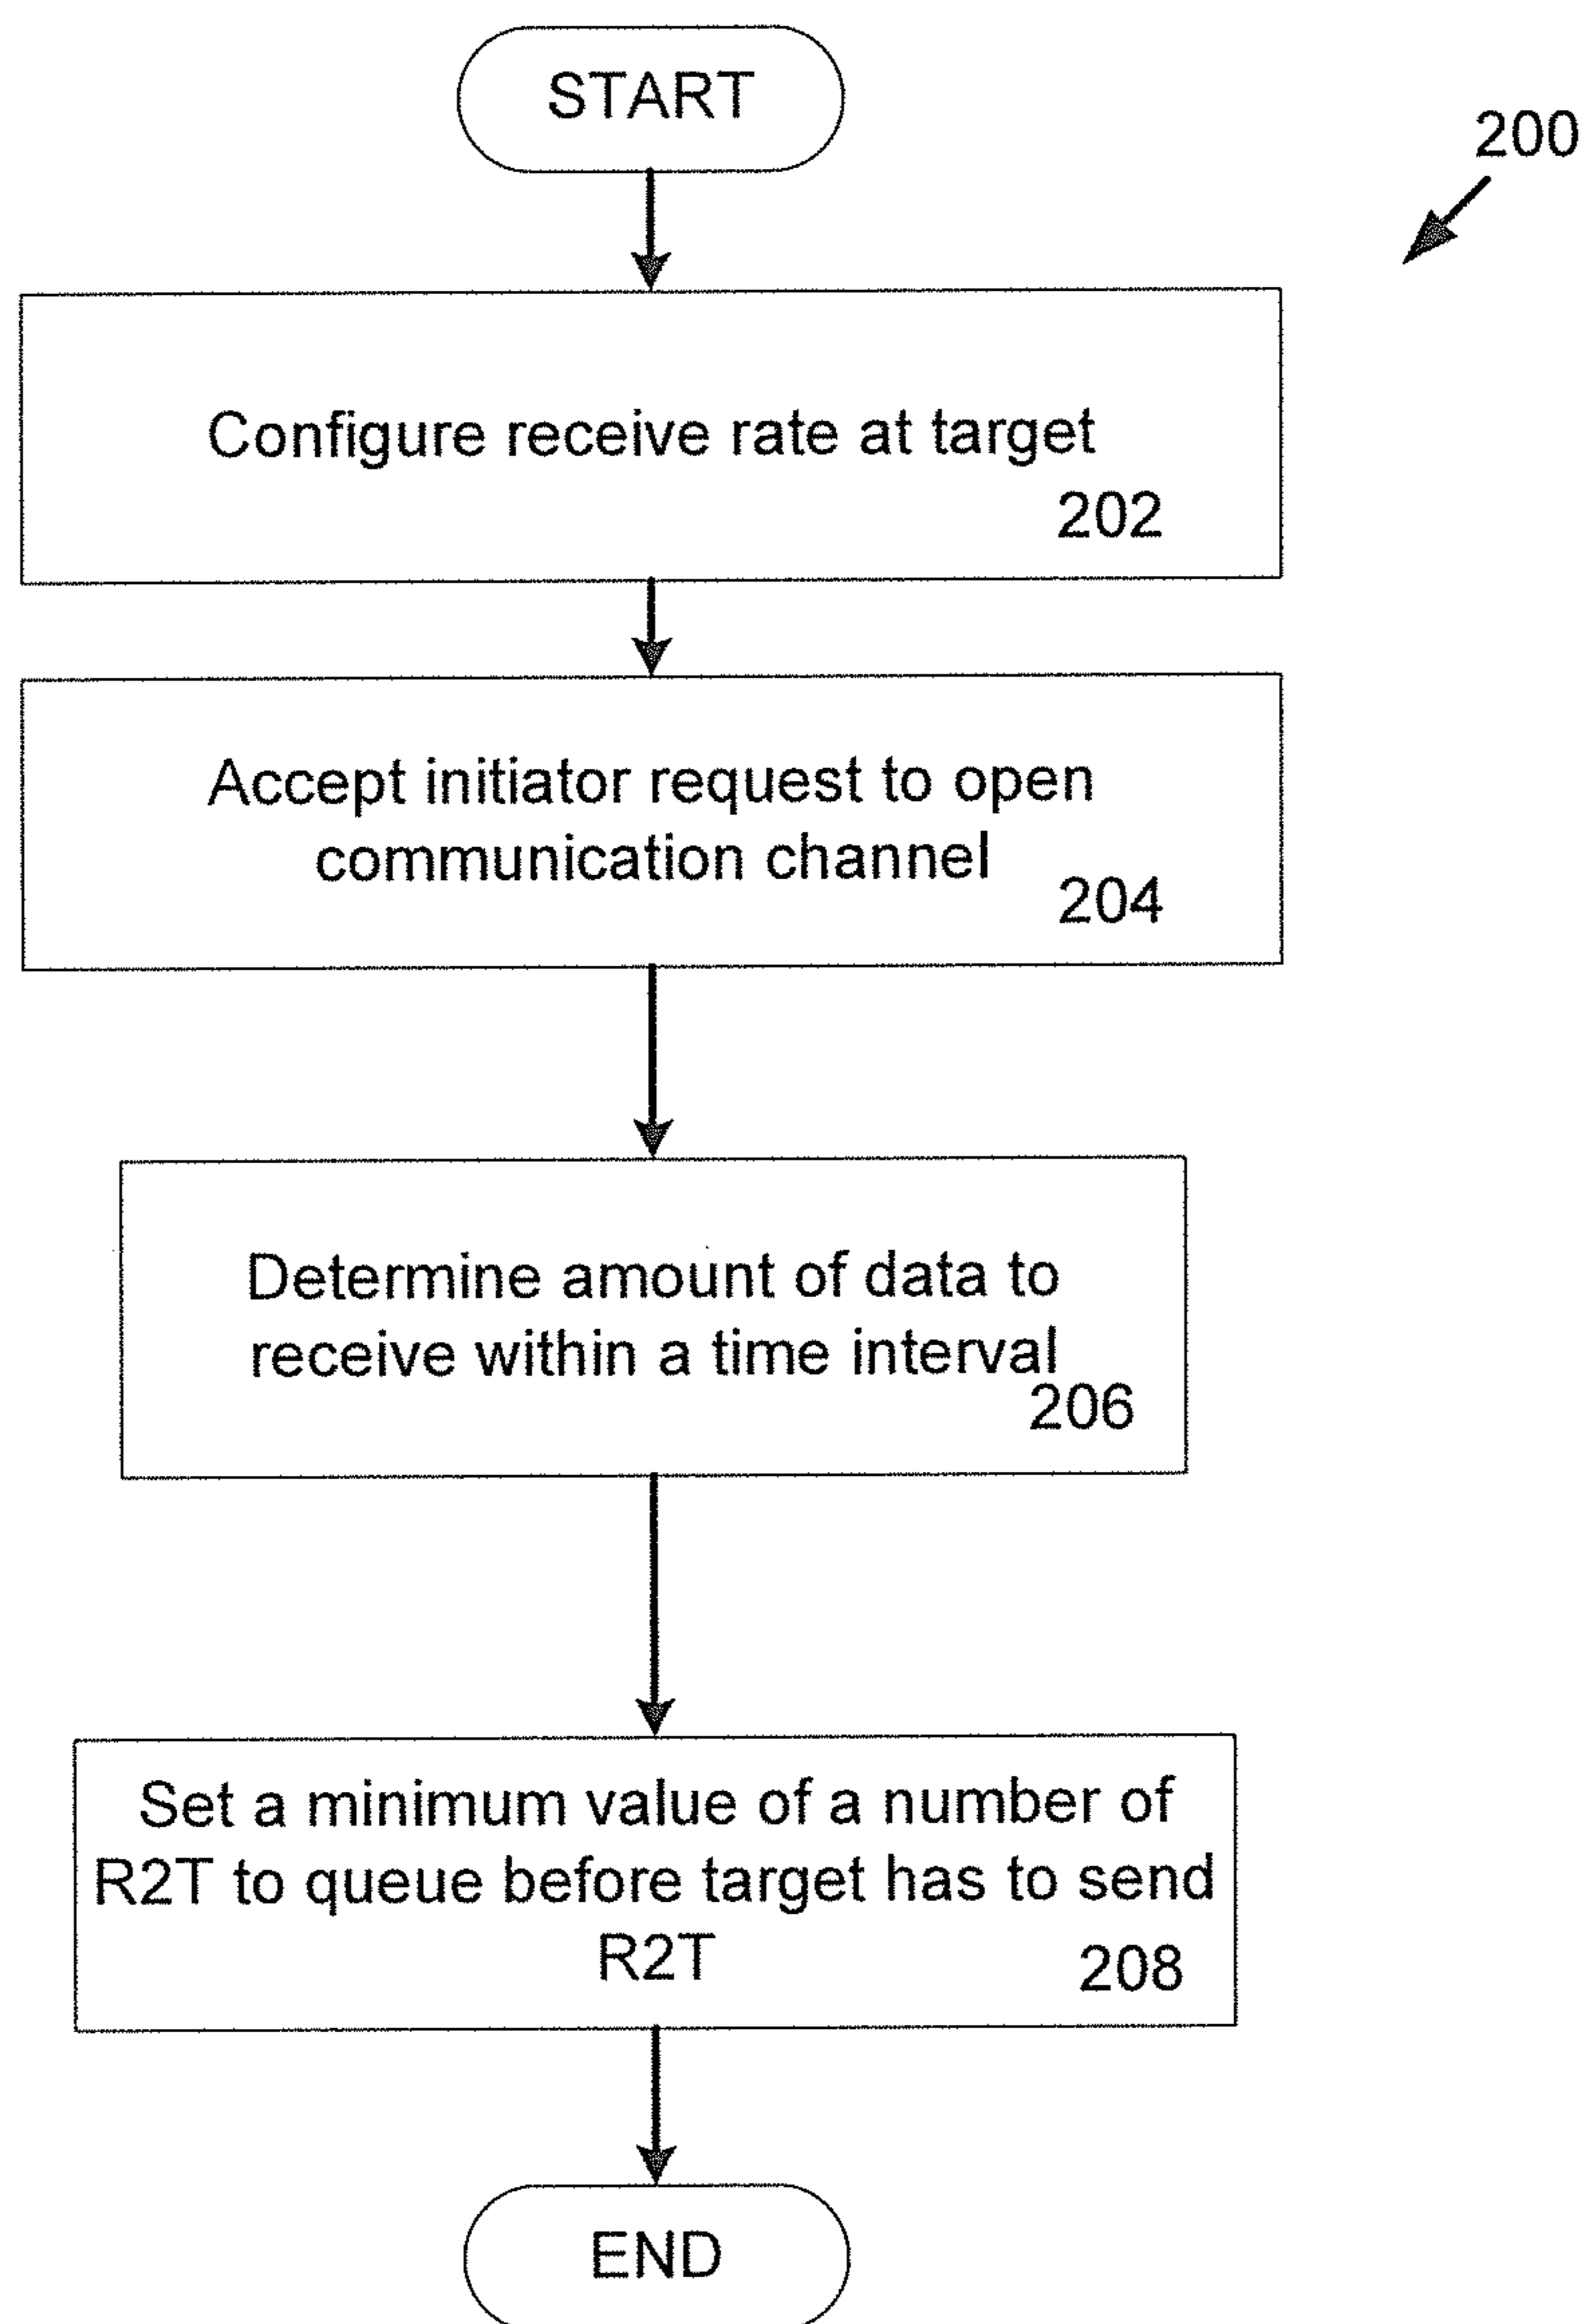 START
200
Configure receive rate at target
202
Accept initiator request to open
communication channel
204
Determine amount of data to
receive within a time interval
206
Set a minimum value of a number of
R2T to queue before target has to send
R2T
208
END